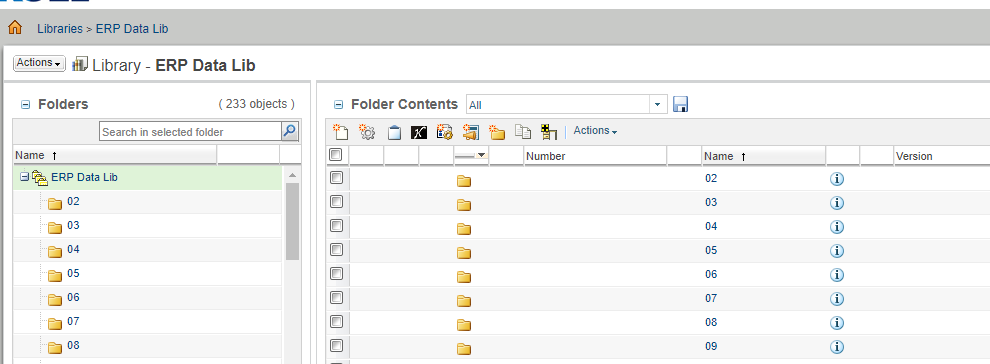 Libraries > ERP Data Lib
Actions
Library - ERP Data Lib
Folders
( 233 objects )
Search in selected folder
Name ↑
ERP Data Lib
02
03
04
05
06
07
08
Folder Contents
All
Actions
Number Name ↑ Version
02
03
04
05
06
07
08
09